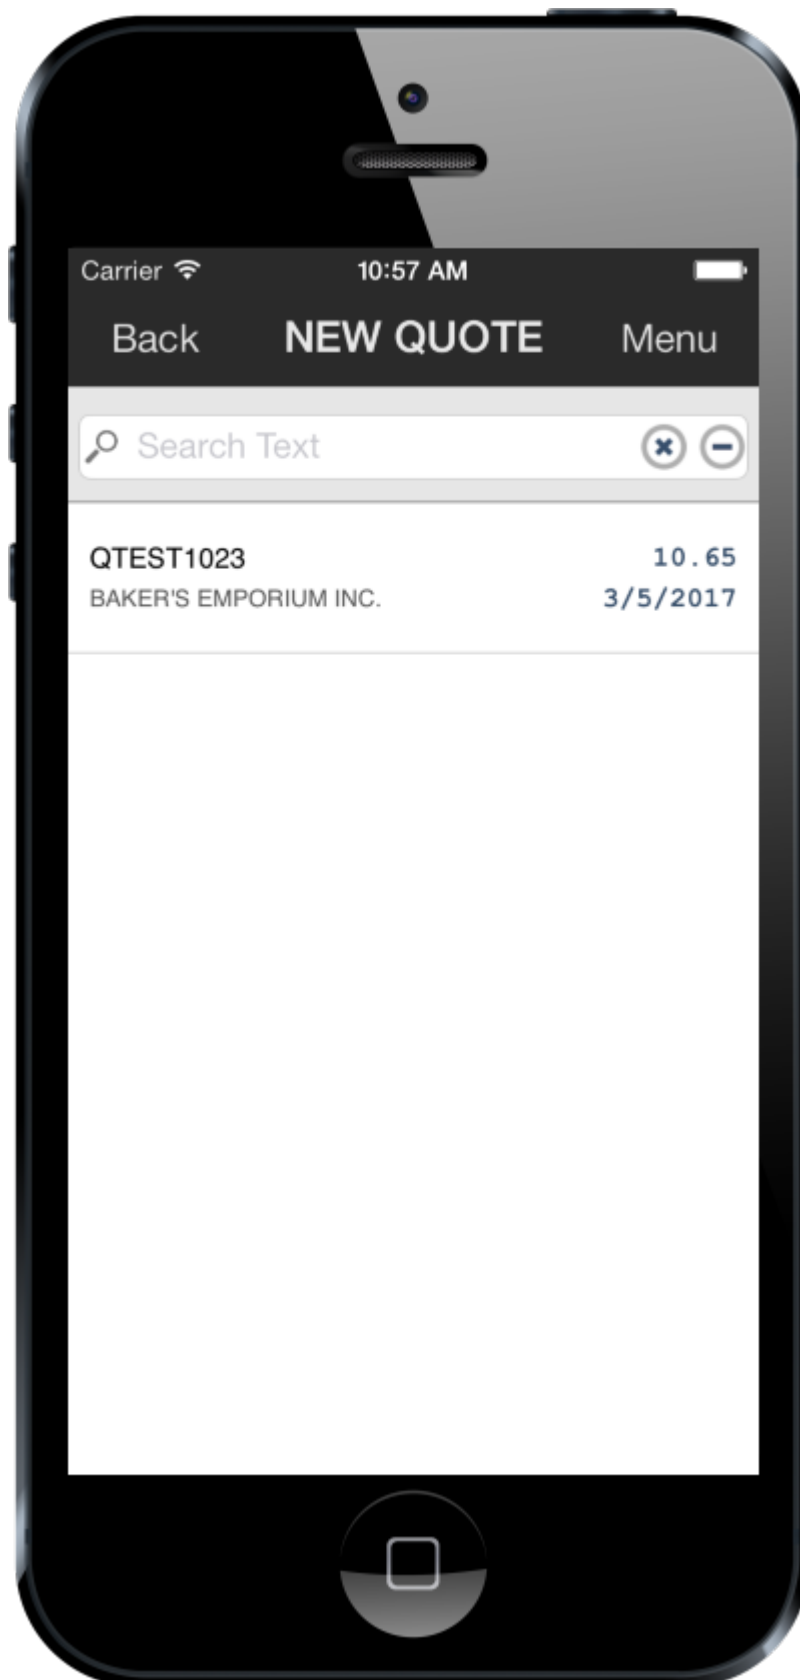 Carrier 10:57 AM
Back NEW QUOTE Menu
Search Text
QTEST1023 10.65
BAKER'S EMPORIUM INC. 3/5/2017